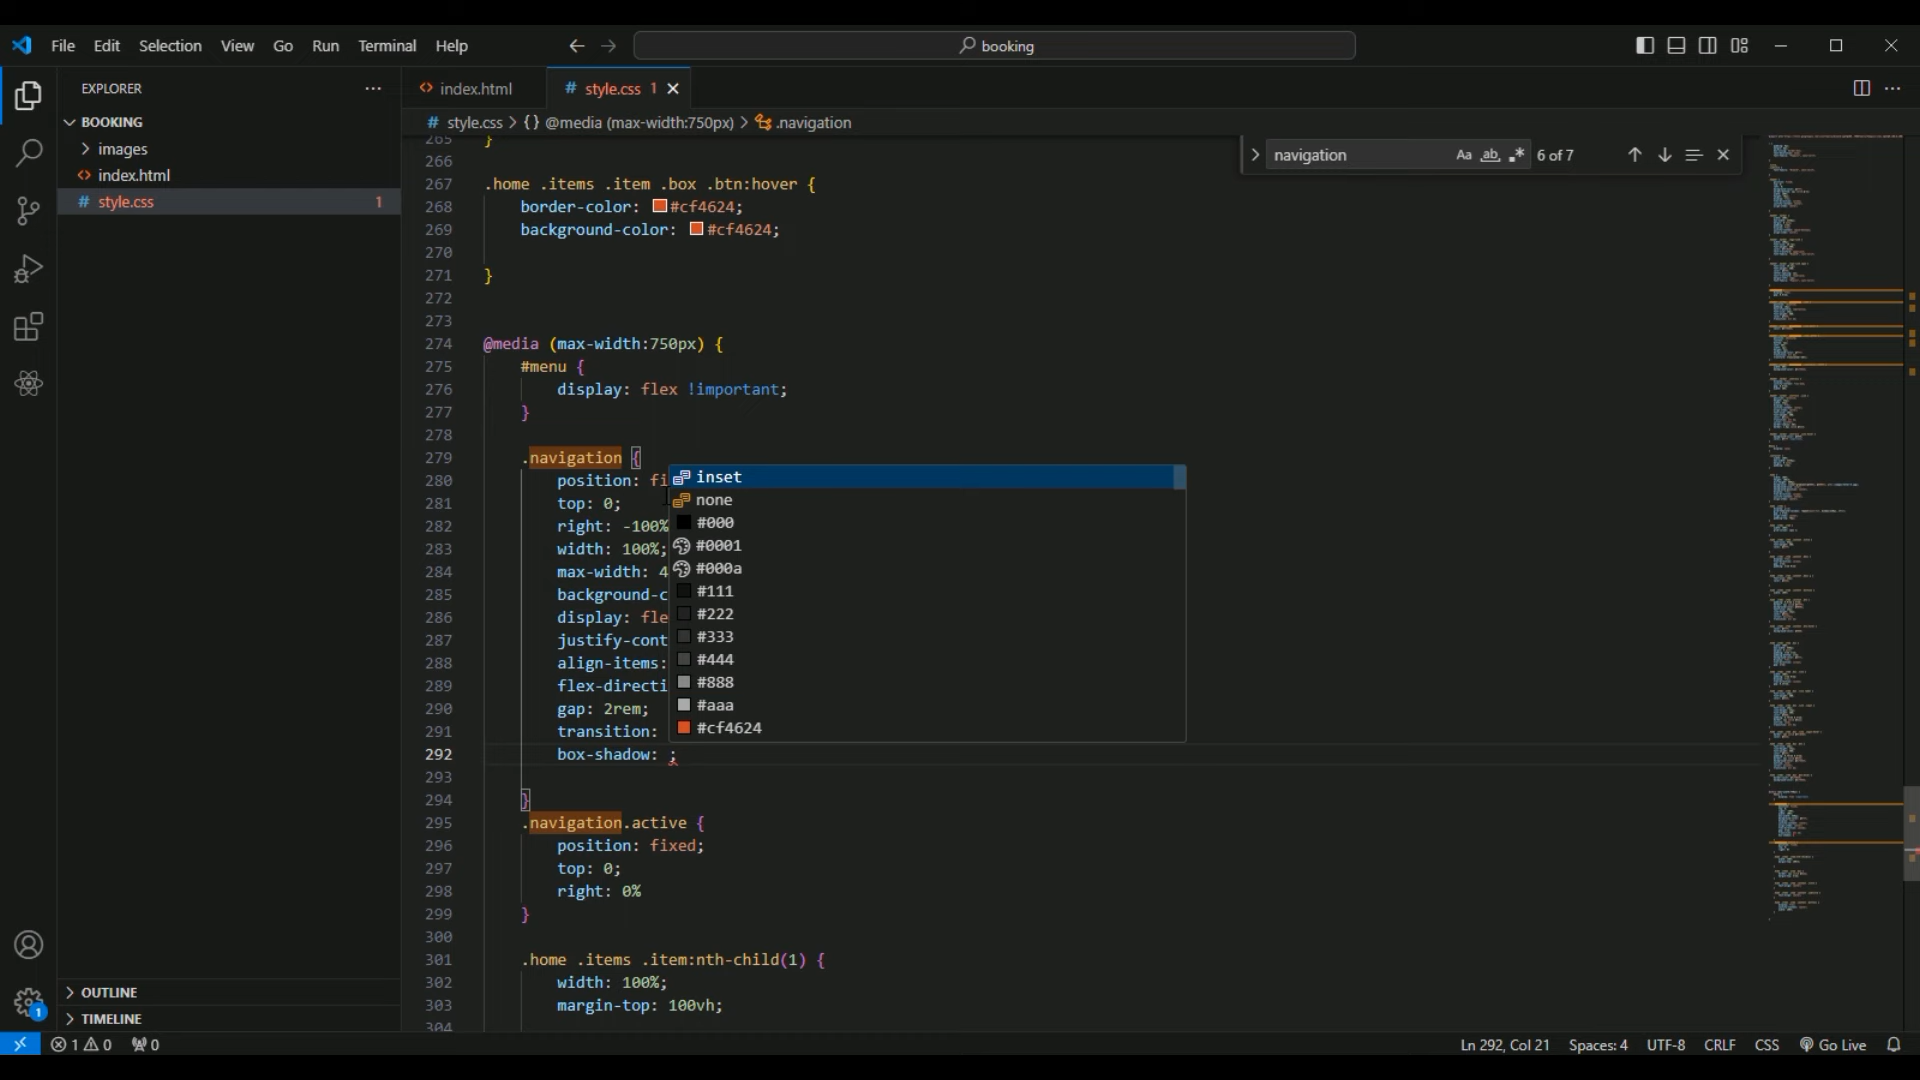 File Edit Selection View Go Run Terminal Help booking
EXPLORER
index.html
# style.css 1
BOOKING
# style.css > {} @media (max-width:750px) > .navigation
images
index.html
# style.css 1
navigation Aa ab .* 6 of 7
265 }
266
267 .home .items .item .box .btn:hover {
268 border-color: #cf4624;
269 background-color: #cf4624;
270
271 }
272
273
274 @media (max-width:750px) {
275 #menu {
276 display: flex !important;
277 }
278
279 .navigation {
280 position: fi
281 top: 0;
282 right: -100%
283 width: 100%;
284 max-width: 4
285 background-c
286 display: fle
287 justify-cont
288 align-items:
289 flex-directi
290 gap: 2rem;
291 transition:
292 box-shadow: ;
293
294 }
295 .navigation.active {
296 position: fixed;
297 top: 0;
298 right: 0%
299 }
300
301 .home .items .item:nth-child(1) {
302 width: 100%;
303 margin-top: 100vh;
304
inset
none
#000
#0001
#000a
#111
#222
#333
#444
#888
#aaa
#cf4624
OUTLINE
TIMELINE
1
1 0 0
Ln 292, Col 21 Spaces: 4 UTF-8 CRLF CSS Go Live